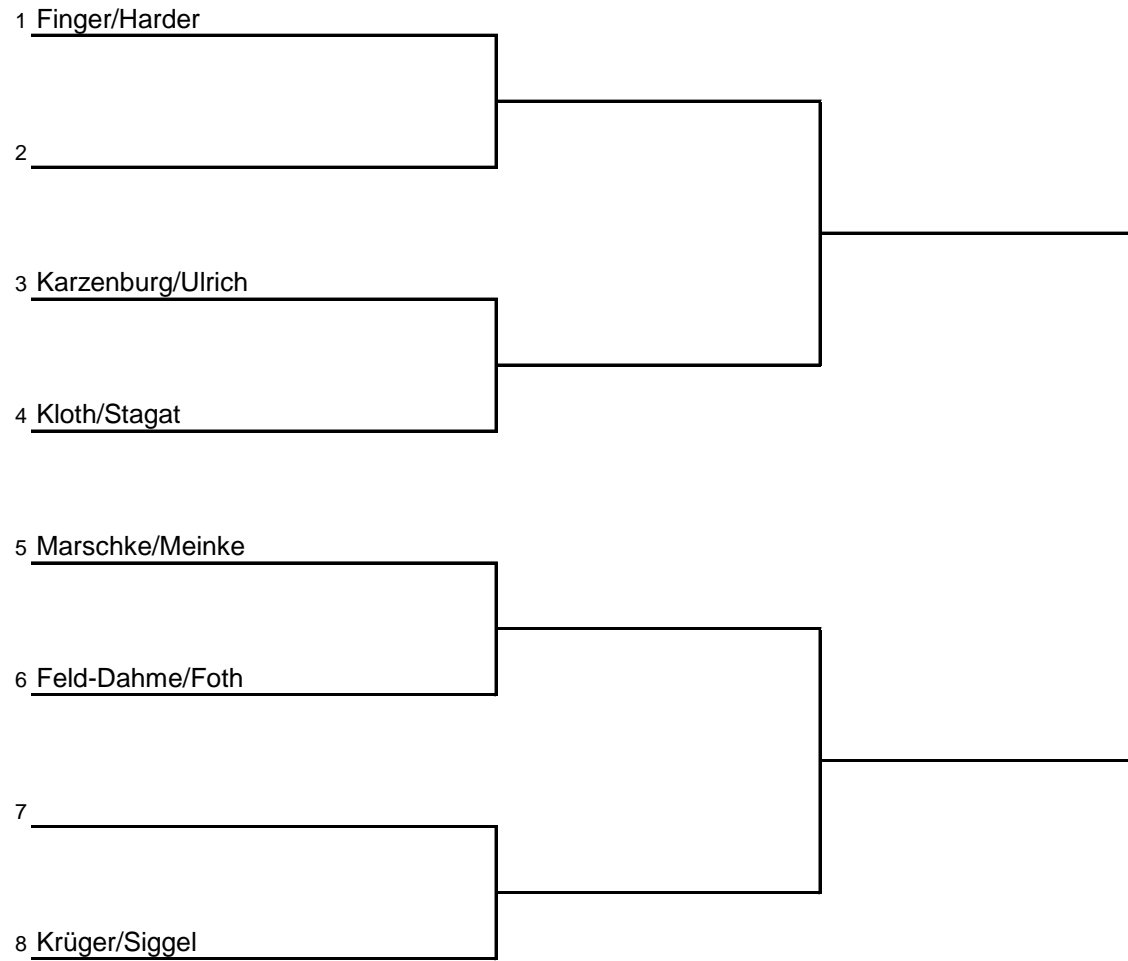 1 Finger/Harder
2
3 Karzenburg/Ulrich
4 Kloth/Stagat
5 Marschke/Meinke
6 Feld-Dahme/Foth
7
8 Krüger/Siggel